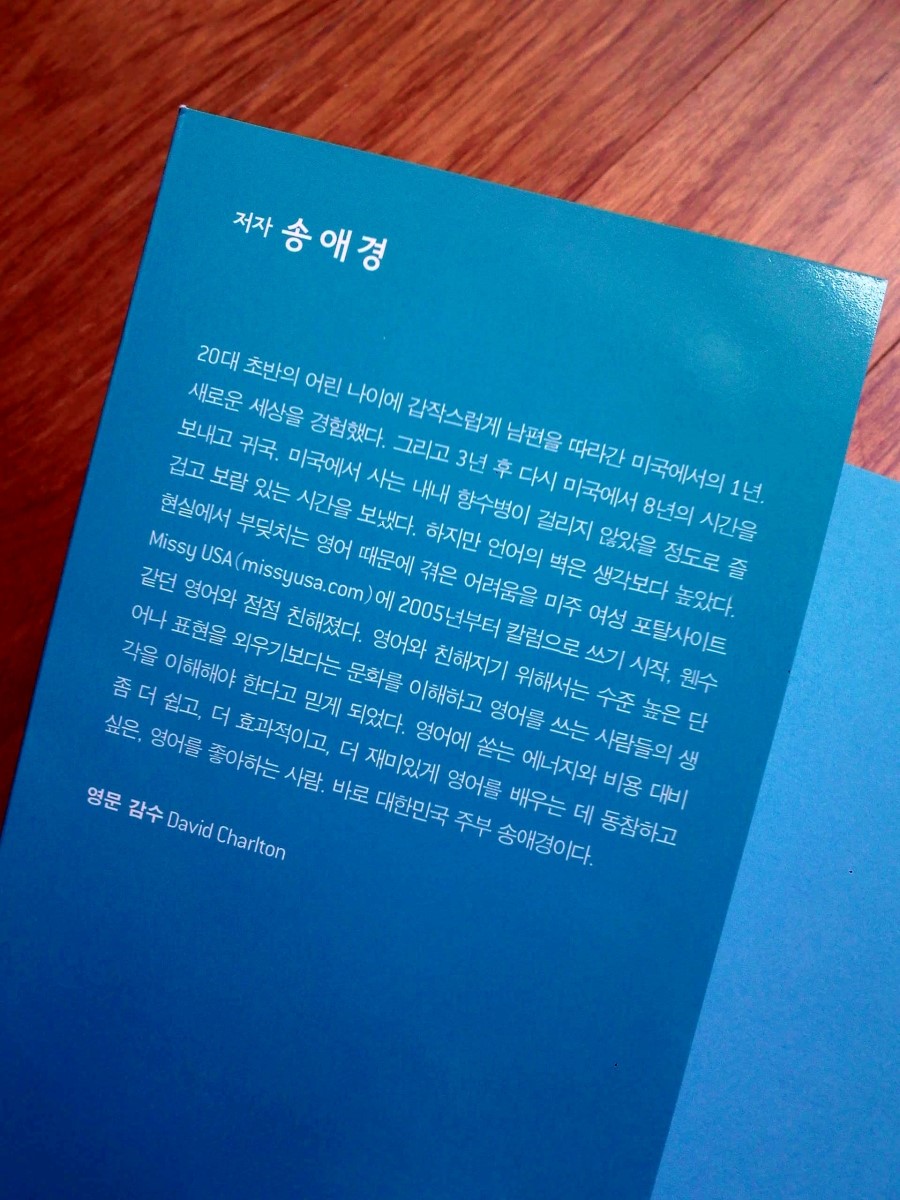 저자 송애경
20대 초반의 어린 나이에 갑작스럽게 남편을 따라간 미국에서의 1년.
새로운 세상을 경험했다. 그리고 3년 후 다시 미국에서 8년의 시간을
보내고 귀국. 미국에서 사는 내내 향수병이 걸리지 않았을 정도로 즐
겁고 보람 있는 시간을 보냈다. 하지만 언어의 벽은 생각보다 높았다.
현실에서 부딪치는 영어 때문에 겪은 어려움을 미주 여성 포탈사이트
Missy USA(missyusa.com)에 2005년부터 칼럼으로 쓰기 시작, 웬수
같던 영어와 점점 친해졌다. 영어와 친해지기 위해서는 수준 높은 단
어나 표현을 외우기보다는 문화를 이해하고 영어를 쓰는 사람들의 생
각을 이해해야 한다고 믿게 되었다. 영어에 쏟는 에너지와 비용 대비
좀 더 쉽고, 더 효과적이고, 더 재미있게 영어를 배우는 데 동참하고
싶은, 영어를 좋아하는 사람. 바로 대한민국 주부 송애경이다.
영문 감수 David Charlton